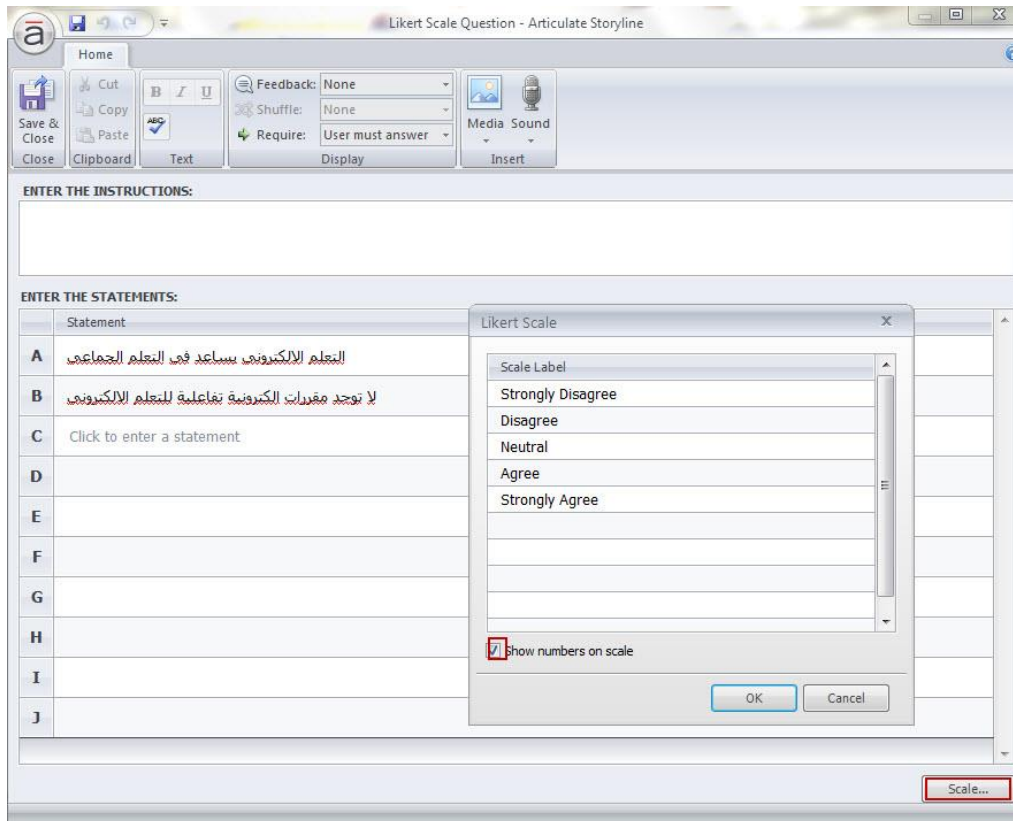 Likert Scale Question - Articulate Storyline
Home
Save & Close
Close
Cut
Copy
Paste
Clipboard
B I U
ABC
Text
Feedback: None
Shuffle: None
Require: User must answer
Display
Media Sound
Insert
ENTER THE INSTRUCTIONS:
ENTER THE STATEMENTS:
Statement
A التعلم الالكتروني يساعد في التعلم الجماعي
B لا توجد مقررات الكترونية تفاعلية للتعلم الالكتروني
C Click to enter a statement
D
E
F
G
H
I
J
Likert Scale
Scale Label
Strongly Disagree
Disagree
Neutral
Agree
Strongly Agree
Show numbers on scale
OK Cancel
Scale...